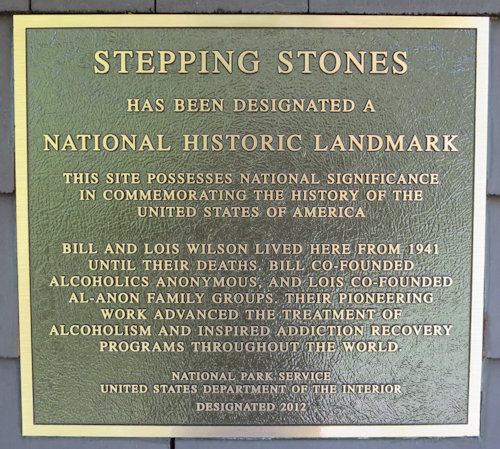 STEPPING STONES
HAS BEEN DESIGNATED A
NATIONAL HISTORIC LANDMARK
THIS SITE POSSESSES NATIONAL SIGNIFICANCE
IN COMMEMORATING THE HISTORY OF THE
UNITED STATES OF AMERICA
BILL AND LOIS WILSON LIVED HERE FROM 1941
UNTIL THEIR DEATHS. BILL CO-FOUNDED
ALCOHOLICS ANONYMOUS, AND LOIS CO-FOUNDED
AL-ANON FAMILY GROUPS. THEIR PIONEERING
WORK ADVANCED THE TREATMENT OF
ALCOHOLISM AND INSPIRED ADDICTION RECOVERY
PROGRAMS THROUGHOUT THE WORLD.
NATIONAL PARK SERVICE
UNITED STATES DEPARTMENT OF THE INTERIOR
DESIGNATED 2012